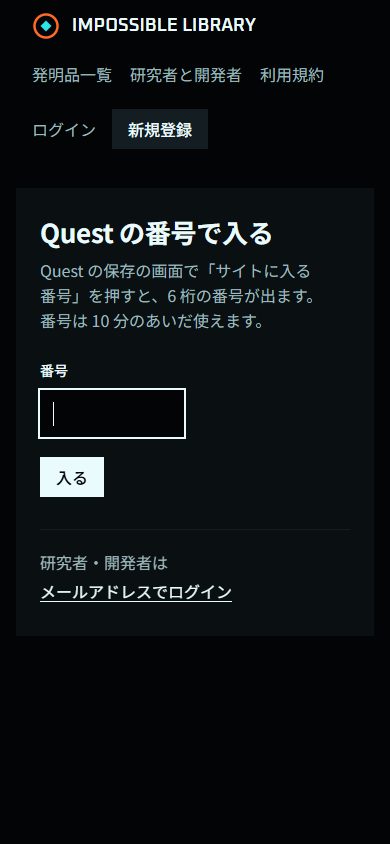 IMPOSSIBLE LIBRARY
発明品一覧 研究者と開発者 利用規約
ログイン 新規登録
Quest の番号で入る
Quest の保存の画面で「サイトに入る
番号」を押すと、6 桁の番号が出ます。
番号は 10 分のあいだ使えます。
番号
入る
研究者・開発者は
メールアドレスでログイン